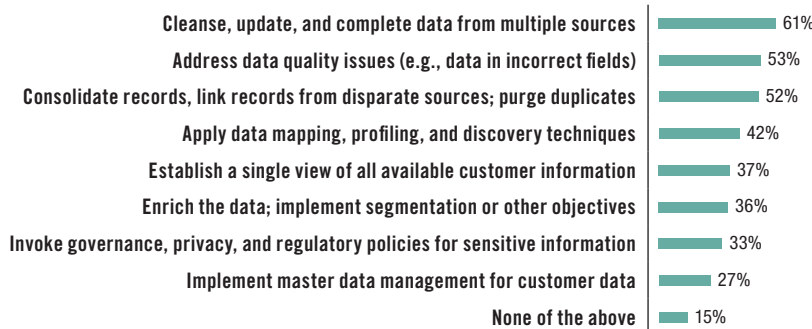 Cleanse, update, and complete data from multiple sources 61%
Address data quality issues (e.g., data in incorrect fields) 53%
Consolidate records, link records from disparate sources; purge duplicates 52%
Apply data mapping, profiling, and discovery techniques 42%
Establish a single view of all available customer information 37%
Enrich the data; implement segmentation or other objectives 36%
Invoke governance, privacy, and regulatory policies for sensitive information 33%
Implement master data management for customer data 27%
None of the above 15%